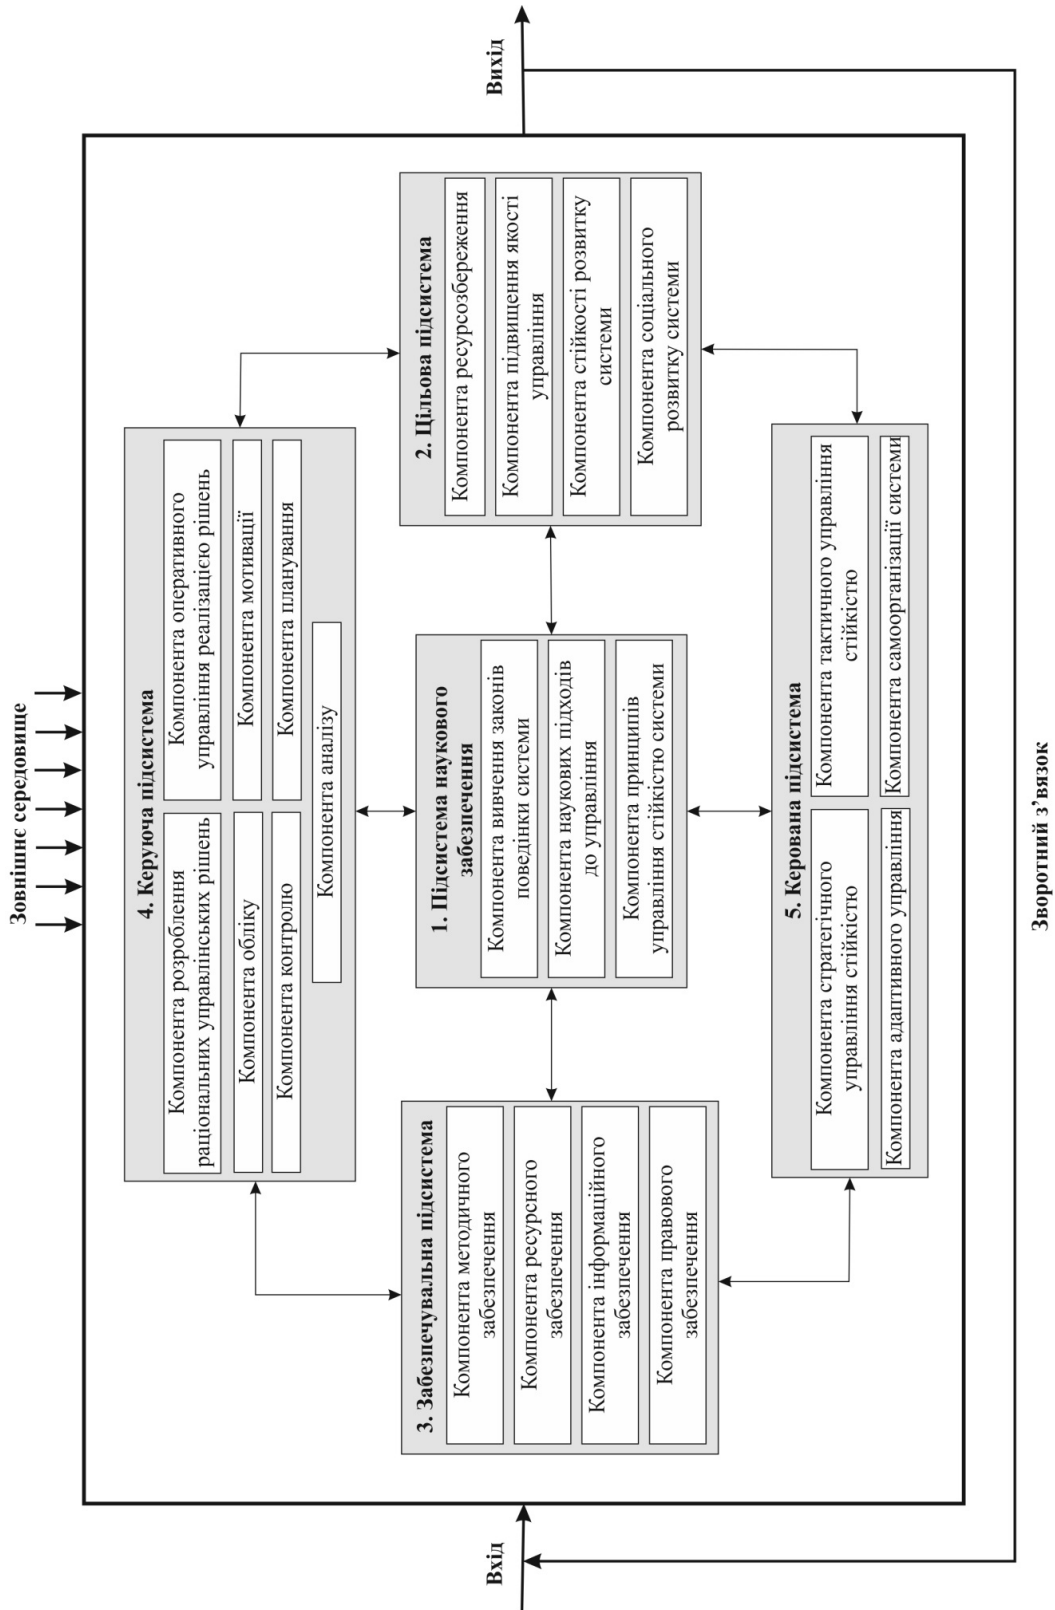 Зовнішнє середовище
4. Керуюча підсистема
Компонента розроблення
раціональних управлінських рішень
Компонента оперативного
управління реалізацією рішень
Компонента обліку
Компонента мотивації
Компонента контролю
Компонента планування
Компонента аналізу
3. Забезпечувальна підсистема
Компонента методичного
забезпечення
Компонента ресурсного
забезпечення
Компонента інформаційного
забезпечення
Компонента правового
забезпечення
1. Підсистема наукового
забезпечення
Компонента вивчення законів
поведінки системи
Компонента наукових підходів
до управління
Компонента принципів
управління стійкістю системи
2. Цільова підсистема
Компонента ресурсозбереження
Компонента підвищення якості
управління
Компонента стійкості розвитку
системи
Компонента соціального
розвитку системи
Вхід
Вихід
5. Керована підсистема
Компонента стратегічного
управління стійкістю
Компонента тактичного управління
стійкістю
Компонента адаптивного управління
Компонента самоорганізації системи
Зворотний з’вязок